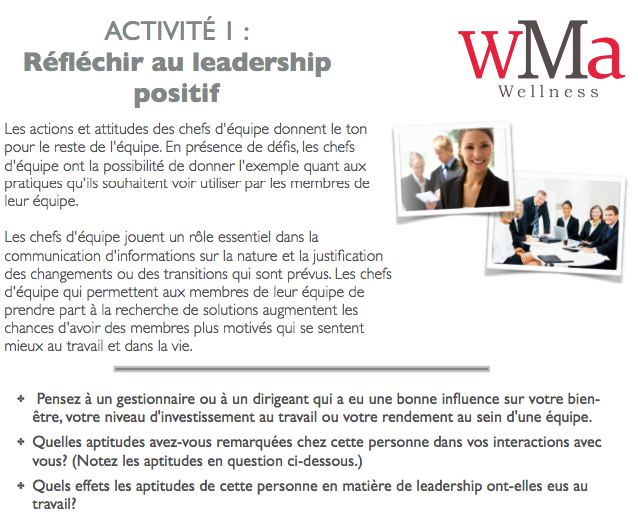 ACTIVITÉ 1 :
Réfléchir au leadership
positif
wMa
Wellness
Les actions et attitudes des chefs d'équipe donnent le ton
pour le reste de l'équipe. En présence de défis, les chefs
d'équipe ont la possibilité de donner l'exemple quant aux
pratiques qu'ils souhaitent voir utiliser par les membres de
leur équipe.
Les chefs d'équipe jouent un rôle essentiel dans la
communication d'informations sur la nature et la justification
des changements ou des transitions qui sont prévus. Les chefs
d'équipe qui permettent aux membres de leur équipe de
prendre part à la recherche de solutions augmentent les
chances d'avoir des membres plus motivés qui se sentent
mieux au travail et dans la vie.
Pensez à un gestionnaire ou à un dirigeant qui a eu une bonne influence sur votre bien-
être, votre niveau d'investissement au travail ou votre rendement au sein d'une équipe.
Quelles aptitudes avez-vous remarquées chez cette personne dans vos interactions avec
vous? (Notez les aptitudes en question ci-dessous.)
Quels effets les aptitudes de cette personne en matière de leadership ont-elles eus au
travail?